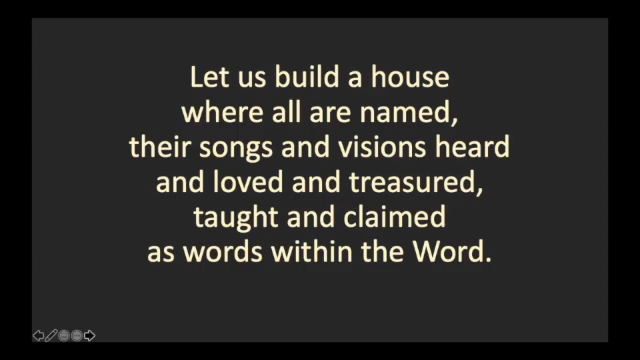 Let us build a house
where all are named,
their songs and visions heard
and loved and treasured,
taught and claimed
as words within the Word.